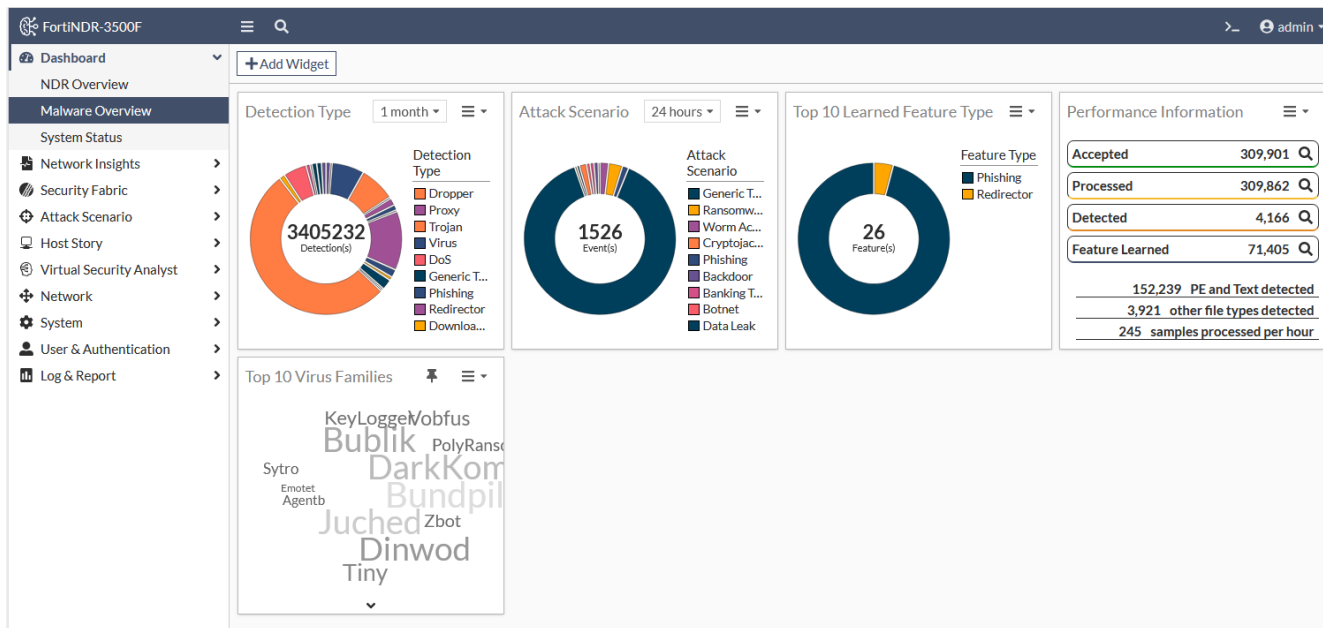 FortiNDR-3500F
>_ admin
Dashboard
NDR Overview
Malware Overview
System Status
Network Insights
Security Fabric
Attack Scenario
Host Story
Virtual Security Analyst
Network
System
User & Authentication
Log & Report
+Add Widget
Detection Type 1 month
3405232
Detection(s)
Detection
Type
Dropper
Proxy
Trojan
Virus
DoS
Generic T...
Phishing
Redirector
Downloa...
Attack Scenario 24 hours
1526
Event(s)
Attack
Scenario
Generic T...
Ransomw...
Worm Ac...
Cryptojac...
Phishing
Backdoor
Banking T...
Botnet
Data Leak
Top 10 Learned Feature Type
26
Feature(s)
Feature Type
Phishing
Redirector
Performance Information
Accepted 309,901
Processed 309,862
Detected 4,166
Feature Learned 71,405
152,239 PE and Text detected
3,921 other file types detected
245 samples processed per hour
Top 10 Virus Families
KeyLogger Vobfus
Bublik PolyRanso
Sytro DarkKom
Emotet
Agentb Bundpil
Juched Zbot
Dinwod
Tiny